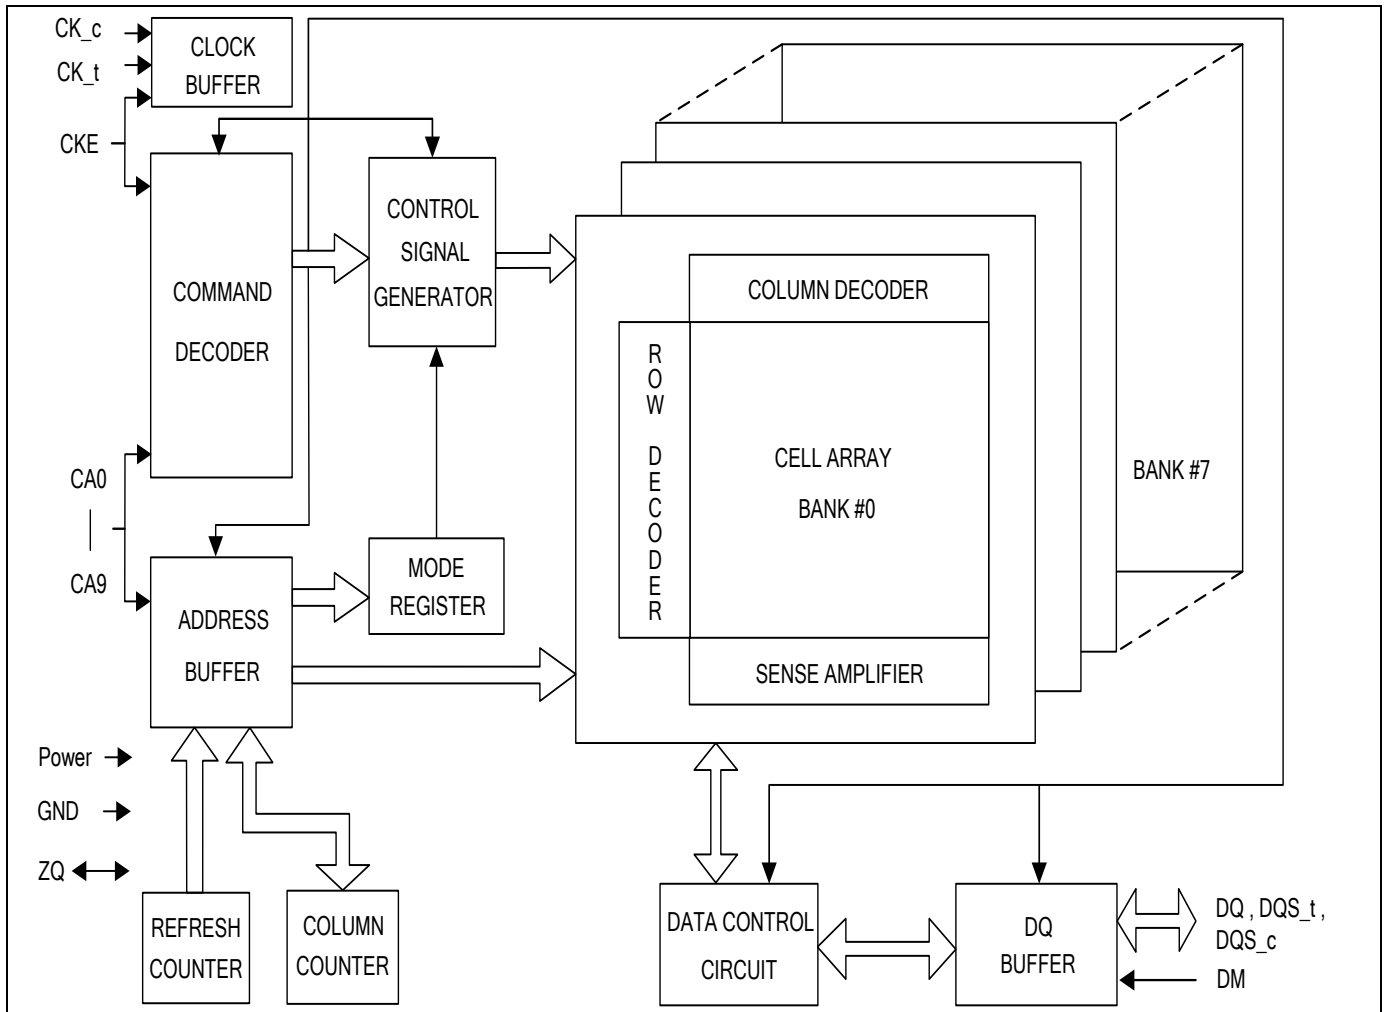 CK_c
CK_t
CKE
CLOCK
BUFFER
COMMAND
DECODER
CONTROL
SIGNAL
GENERATOR
COLUMN DECODER
ROW DECODER
CELL ARRAY
BANK #0
SENSE AMPLIFIER
BANK #7
CA0
CA9
ADDRESS
BUFFER
MODE
REGISTER
Power
GND
ZQ
REFRESH
COUNTER
COLUMN
COUNTER
DATA CONTROL
CIRCUIT
DQ
BUFFER
DQ , DQS_t ,
DQS_c
DM